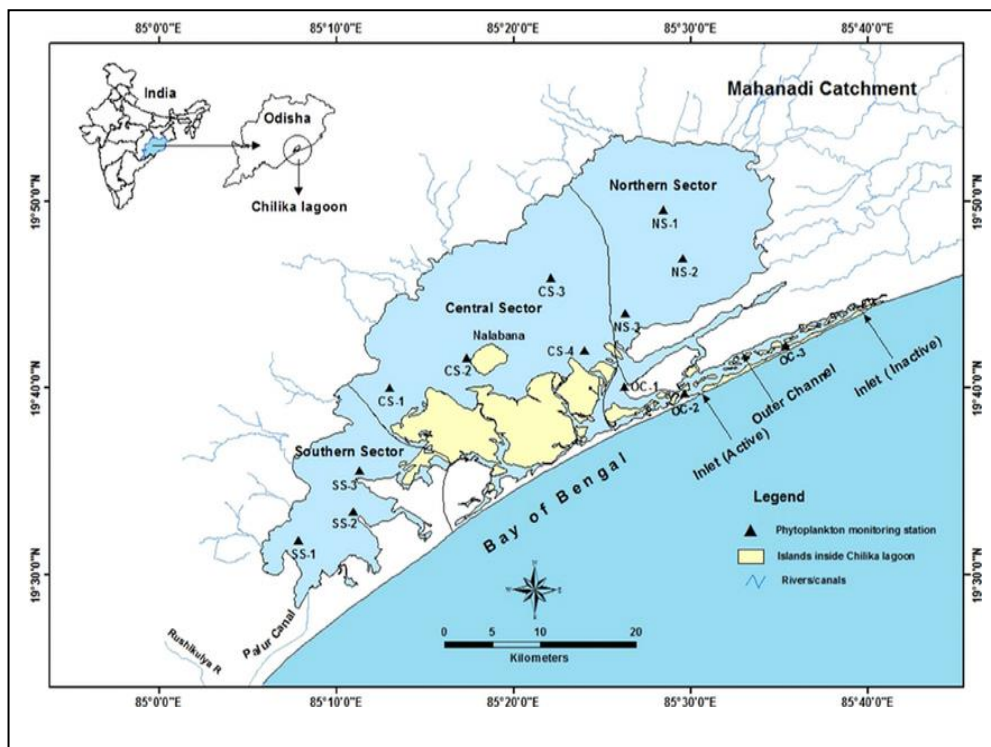 85°0'0"E 85°10'0"E 85°20'0"E 85°30'0"E 85°40'0"E
India
Odisha
Chilika lagoon
Mahanadi Catchment
19°50'0"N
19°50'0"N
Northern Sector
NS-1
NS-2
NS-3
Central Sector
CS-3
Nalabana
CS-2
CS-4
CS-1
19°40'0"N
19°40'0"N
OC-1
OC-2
OC-3
Inlet (Active)
Outer Channel
Inlet (Inactive)
Southern Sector
SS-3
SS-2
SS-1
Bay of Bengal
19°30'0"N
19°30'0"N
Palur Canal
Rushikulya R
Legend
Phytoplankton monitoring station
Islands inside Chilika lagoon
Rivers/canals
0 5 10 20
Kilometers
85°0'0"E 85°10'0"E 85°20'0"E 85°30'0"E 85°40'0"E